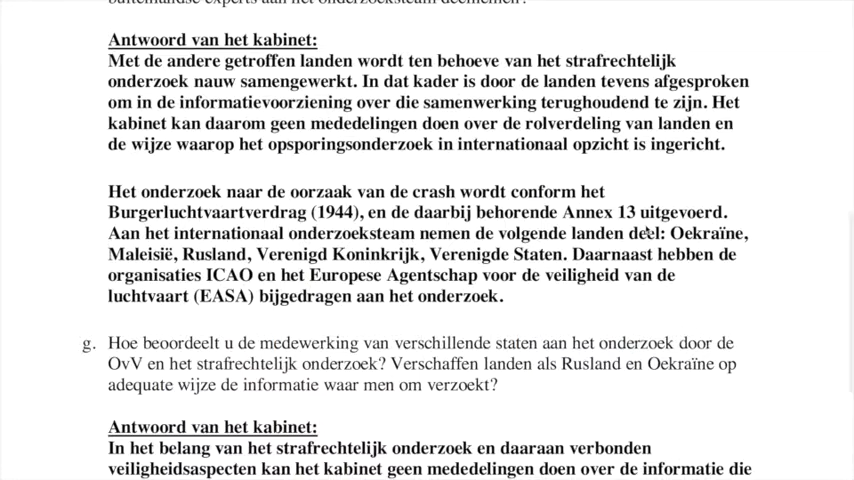 buitenlandse experts aan het onderzoeksteam deelnemen?
Antwoord van het kabinet:
Met de andere getroffen landen wordt ten behoeve van het strafrechtelijk
onderzoek nauw samengewerkt. In dat kader is door de landen tevens afgesproken
om in de informatievoorziening over die samenwerking terughoudend te zijn. Het
kabinet kan daarom geen mededelingen doen over de rolverdeling van landen en
de wijze waarop het opsporingsonderzoek in internationaal opzicht is ingericht.
Het onderzoek naar de oorzaak van de crash wordt conform het
Burgerluchtvaartverdrag (1944), en de daarbij behorende Annex 13 uitgevoerd.
Aan het internationaal onderzoeksteam nemen de volgende landen deel: Oekraïne,
Maleisië, Rusland, Verenigd Koninkrijk, Verenigde Staten. Daarnaast hebben de
organisaties ICAO en het Europese Agentschap voor de veiligheid van de
luchtvaart (EASA) bijgedragen aan het onderzoek.
g. Hoe beoordeelt u de medewerking van verschillende staten aan het onderzoek door de
OvV en het strafrechtelijk onderzoek? Verschaffen landen als Rusland en Oekraïne op
adequate wijze de informatie waar men om verzoekt?
Antwoord van het kabinet:
In het belang van het strafrechtelijk onderzoek en daaraan verbonden
veiligheidsaspecten kan het kabinet geen mededelingen doen over de informatie die